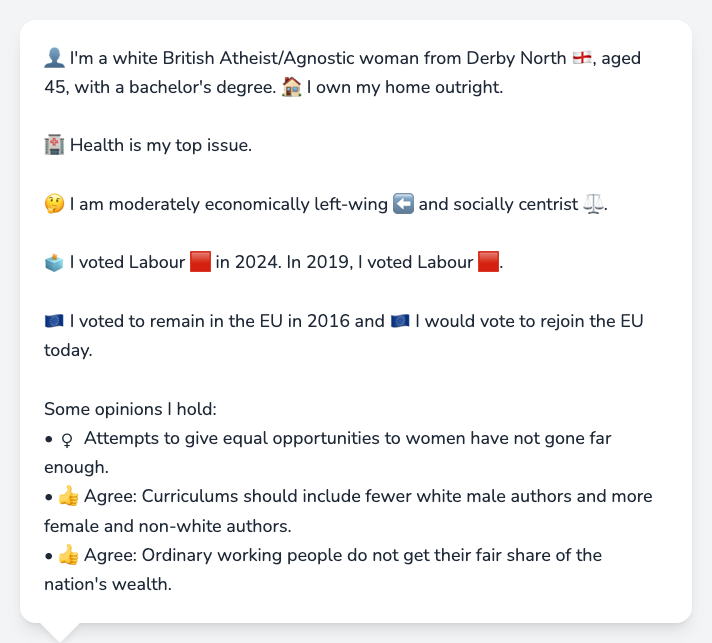 👤 I'm a white British Atheist/Agnostic woman from Derby North 🏴󠁧󠁢󠁥󠁮󠁧󠁿, aged
45, with a bachelor's degree. 🏠 I own my home outright.
🏥 Health is my top issue.
🤔 I am moderately economically left-wing ⬅️ and socially centrist ⚖️.
🗳️ I voted Labour 🟥 in 2024. In 2019, I voted Labour 🟥.
🇪🇺 I voted to remain in the EU in 2016 and 🇪🇺 I would vote to rejoin the EU
today.
Some opinions I hold:
• ♀ Attempts to give equal opportunities to women have not gone far
enough.
• 👍 Agree: Curriculums should include fewer white male authors and more
female and non-white authors.
• 👍 Agree: Ordinary working people do not get their fair share of the
nation's wealth.